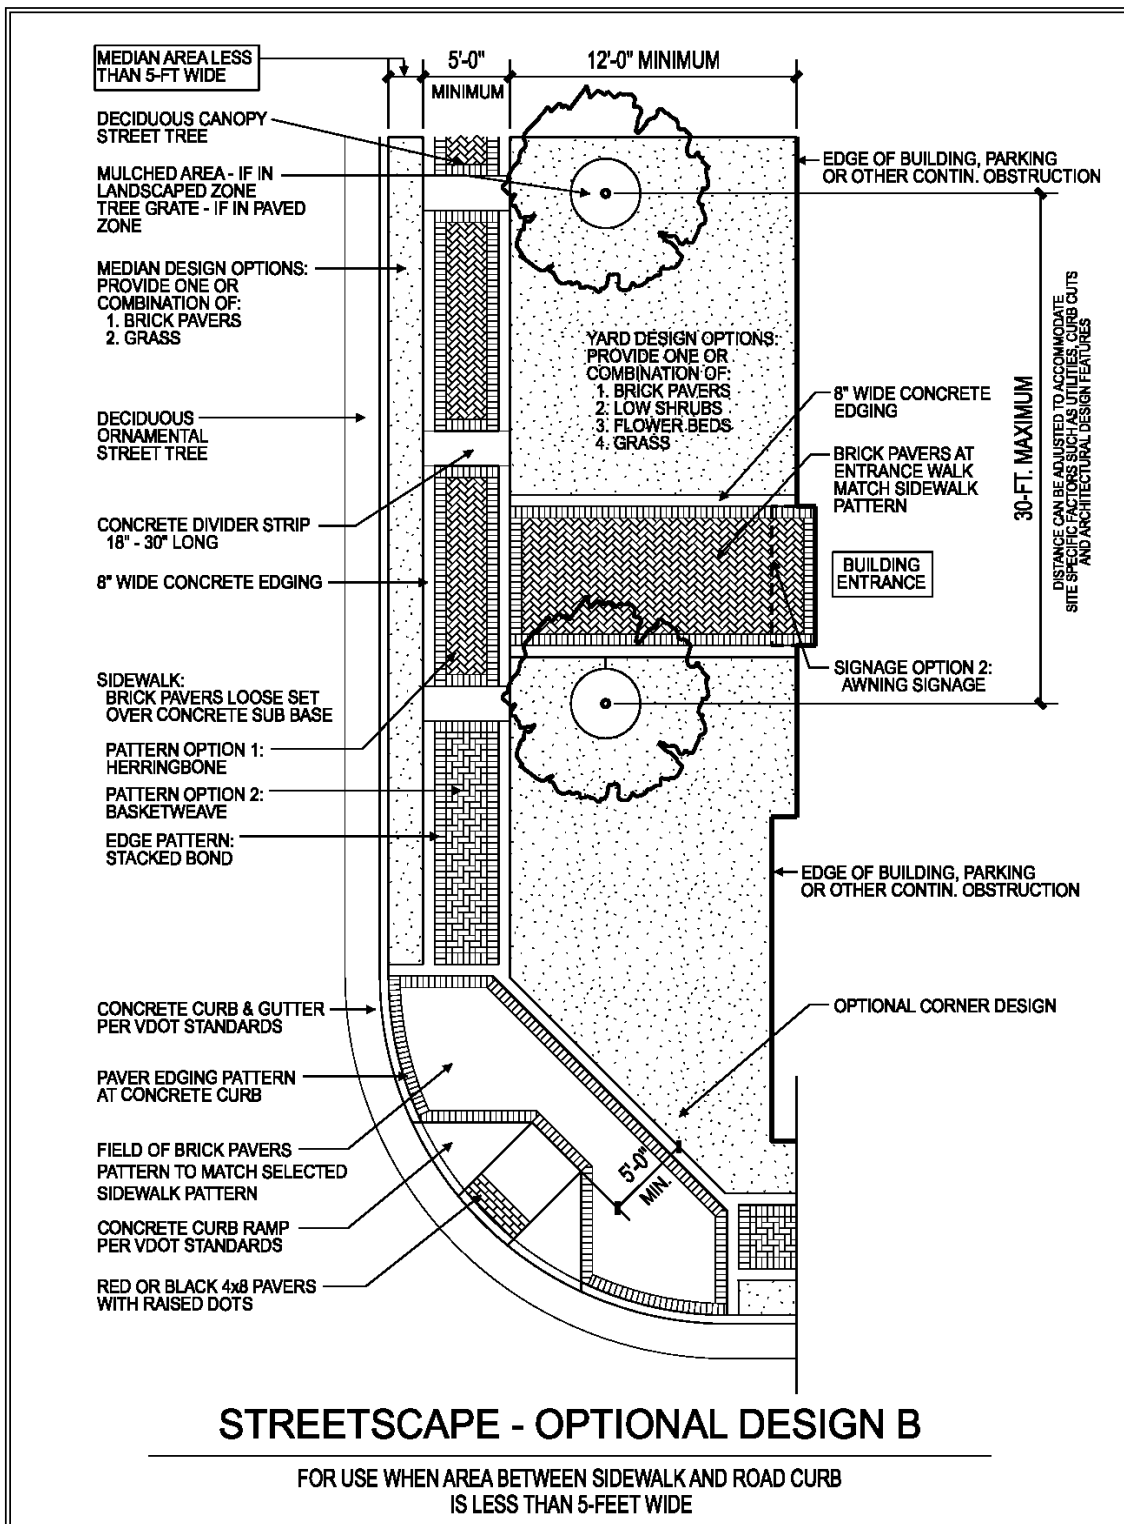 MEDIAN AREA LESS
THAN 5-FT WIDE
5'-0"
MINIMUM
12'-0" MINIMUM
DECIDUOUS CANOPY
STREET TREE
MULCHED AREA - IF IN
LANDSCAPED ZONE
TREE GRATE - IF IN PAVED
ZONE
MEDIAN DESIGN OPTIONS:
PROVIDE ONE OR
COMBINATION OF:
1. BRICK PAVERS
2. GRASS
DECIDUOUS
ORNAMENTAL
STREET TREE
CONCRETE DIVIDER STRIP
18" - 30" LONG
8" WIDE CONCRETE EDGING
SIDEWALK:
BRICK PAVERS LOOSE SET
OVER CONCRETE SUB BASE
PATTERN OPTION 1:
HERRINGBONE
PATTERN OPTION 2:
BASKETWEAVE
EDGE PATTERN:
STACKED BOND
CONCRETE CURB & GUTTER
PER VDOT STANDARDS
PAVER EDGING PATTERN
AT CONCRETE CURB
FIELD OF BRICK PAVERS
PATTERN TO MATCH SELECTED
SIDEWALK PATTERN
CONCRETE CURB RAMP
PER VDOT STANDARDS
RED OR BLACK 4x8 PAVERS
WITH RAISED DOTS
YARD DESIGN OPTIONS:
PROVIDE ONE OR
COMBINATION OF:
1. BRICK PAVERS
2. LOW SHRUBS
3. FLOWER BEDS
4. GRASS
5'-0"
MIN.
EDGE OF BUILDING, PARKING
OR OTHER CONTIN. OBSTRUCTION
8" WIDE CONCRETE
EDGING
BRICK PAVERS AT
ENTRANCE WALK
MATCH SIDEWALK
PATTERN
BUILDING
ENTRANCE
SIGNAGE OPTION 2:
AWNING SIGNAGE
30-FT. MAXIMUM
DISTANCE CAN BE ADJUSTED TO ACCOMMODATE
SITE SPECIFIC FACTORS SUCH AS UTILITIES, CURB CUTS
AND ARCHITECTURAL DESIGN FEATURES
EDGE OF BUILDING, PARKING
OR OTHER CONTIN. OBSTRUCTION
OPTIONAL CORNER DESIGN
STREETSCAPE - OPTIONAL DESIGN B
FOR USE WHEN AREA BETWEEN SIDEWALK AND ROAD CURB
IS LESS THAN 5-FEET WIDE